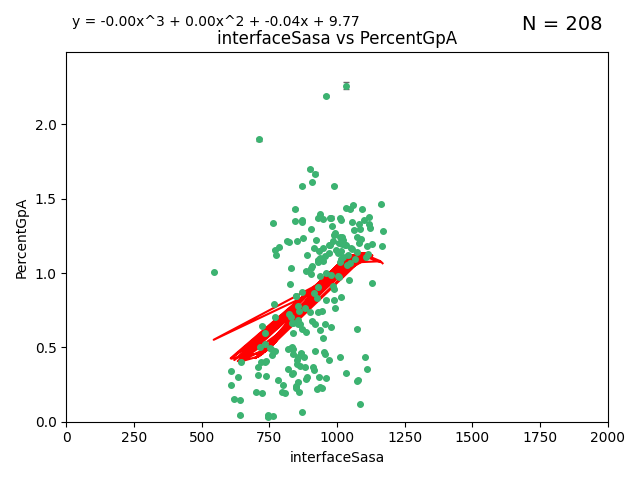 y = -0.00x^3 + 0.00x^2 + -0.04x + 9.77
N = 208
interfaceSasa vs PercentGpA
PercentGpA
2.0
1.5
1.0
0.5
0.0
0 250 500 750 1000 1250 1500 1750 2000
interfaceSasa